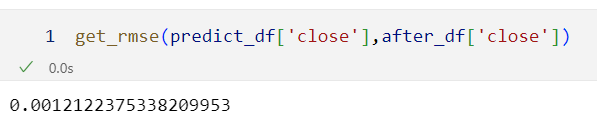 1 get_rmse(predict_df['close'],after_df['close'])
0.0s
0.0012122375338209953